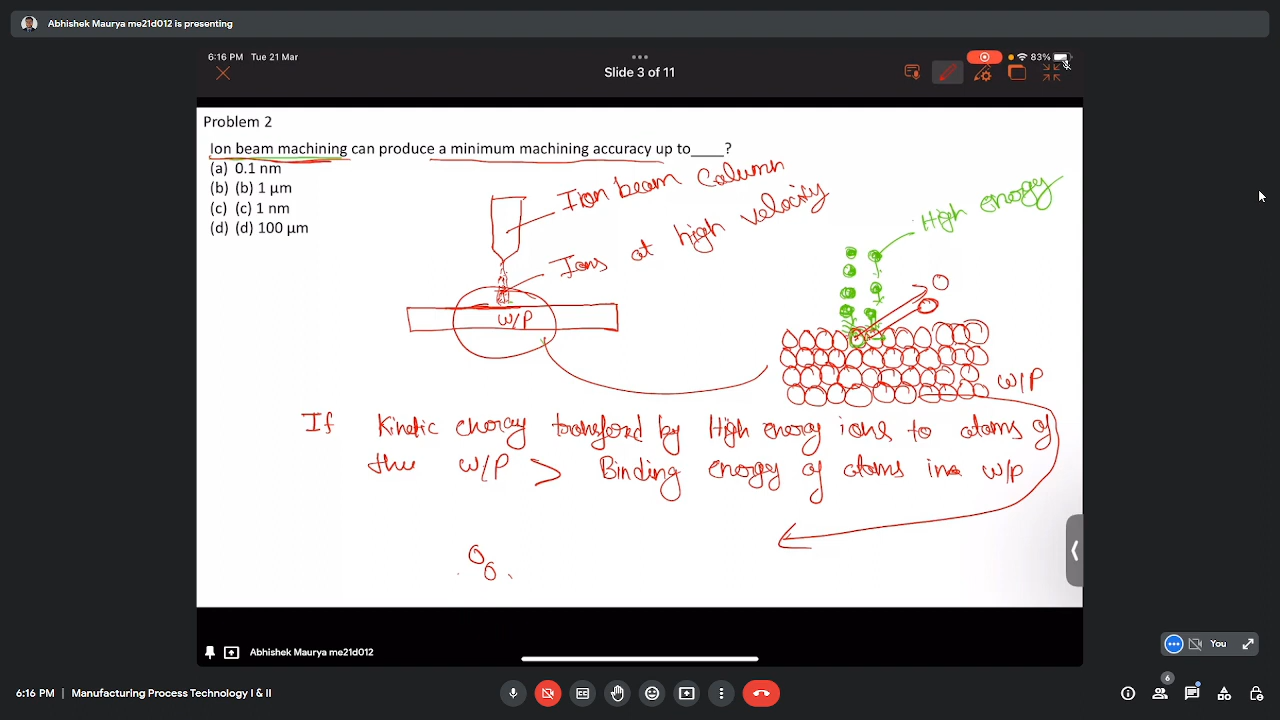 Abhishek Maurya me21d012 is presenting
6:16 PM Tue 21 Mar
83%
Slide 3 of 11
Problem 2
Ion beam machining can produce a minimum machining accuracy up to____?
(a) 0.1 nm
(b) (b) 1 μm
(c) (c) 1 nm
(d) (d) 100 μm
Ion beam Column
Ions at high velocity
W/P
High energy
W/P
If Kinetic energy transferred by High energy ions to atoms of
the W/P > Binding energy of atoms in W/P
Abhishek Maurya me21d012
You
6:16 PM | Manufacturing Process Technology I & II
6